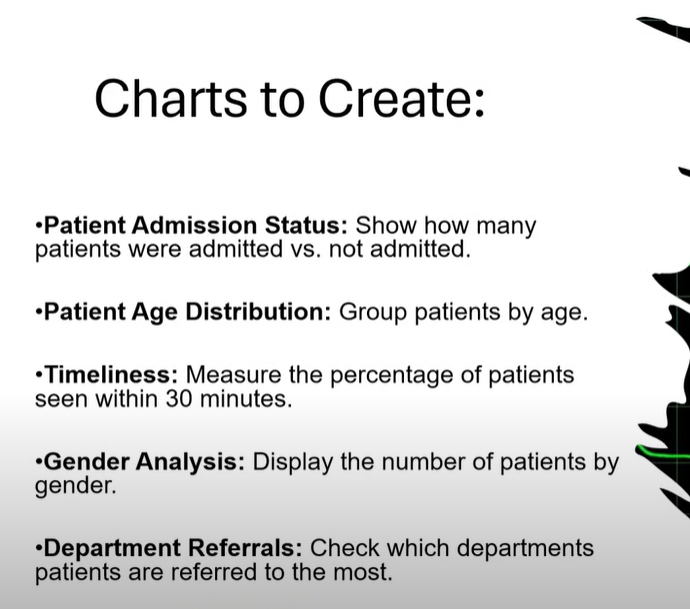 Charts to Create:
•Patient Admission Status: Show how many
patients were admitted vs. not admitted.
•Patient Age Distribution: Group patients by age.
•Timeliness: Measure the percentage of patients
seen within 30 minutes.
•Gender Analysis: Display the number of patients by
gender.
•Department Referrals: Check which departments
patients are referred to the most.